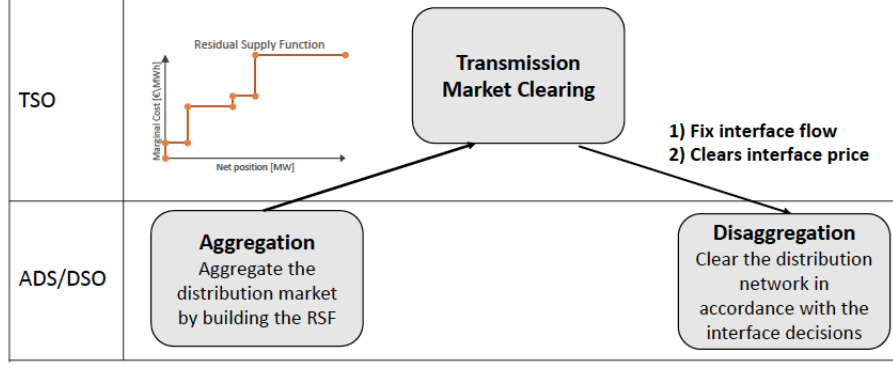 TSO
Residual Supply Function
Marginal Cost [€\MWh]
Net position [MW]
Transmission
Market Clearing
1) Fix interface flow
2) Clears interface price
ADS/DSO
Aggregation
Aggregate the
distribution market
by building the RSF
Disaggregation
Clear the distribution
network in
accordance with the
interface decisions